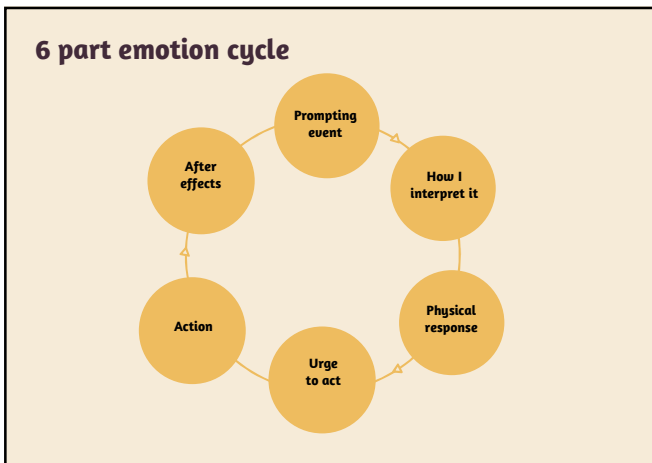 6 part emotion cycle
Prompting
event
How I
interpret it
Physical
response
Urge
to act
Action
After
effects